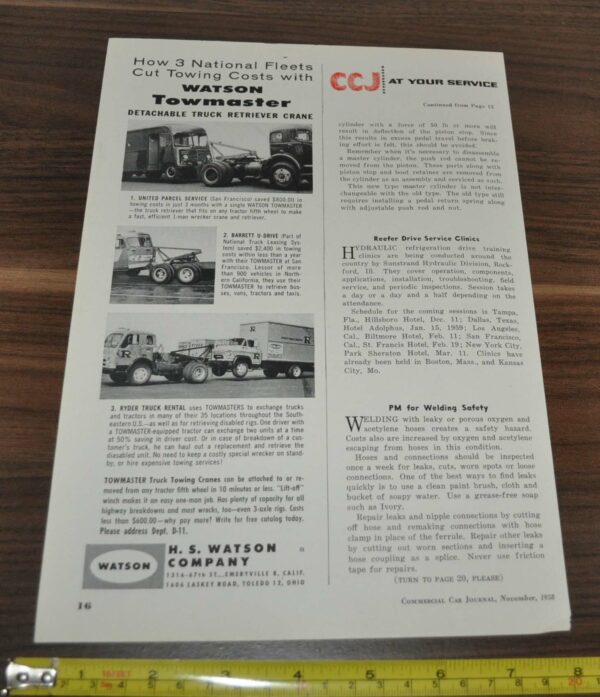 How 3 National Fleets
Cut Towing Costs with
WATSON
Towmaster
DETACHABLE TRUCK RETRIEVER CRANE
1. UNITED PARCEL SERVICE (San Francisco) saved $800.00 in
towing costs in just 3 months with a single WATSON TOWMASTER
—the truck retriever that fits on any tractor fifth wheel to make
a fast, efficient 1-man wrecker crane and retriever.
2. BARRETT U-DRIVE (Part of
National Truck Leasing Sys-
tem) saved $2,400 in towing
costs within less than a year
with their TOWMASTER at San
Francisco. Lessor of more
than 900 vehicles in North-
ern California, they use their
TOWMASTER to retrieve bus-
ses, vans, tractors and taxis.
3. RYDER TRUCK RENTAL uses TOWMASTERS to exchange trucks
and tractors in many of their 35 locations throughout the South-
eastern U.S.—as well as for retrieving disabled rigs. One driver with
a TOWMASTER-equipped tractor can exchange two units at a time
at 50% saving in driver cost. Or in case of breakdown of a cus-
tomer's truck, he can haul out a replacement and retrieve the
disabled unit. No need to keep a costly special wrecker on stand-
by, or hire expensive towing services!
TOWMASTER Truck Towing Cranes can be attached to or re-
moved from any tractor fifth wheel in 10 minutes or less. "Lift-off"
winch makes it an easy one-man job. Has plenty of capacity for all
highway breakdowns and most wrecks, too—even 3-axle rigs. Costs
less than $600.00—why pay more? Write for free catalog today.
Please address Dept. D-11.
WATSON
H. S. WATSON
COMPANY
1316-67th ST., EMERYVILLE 8, CALIF.
1606 LASKEY ROAD, TOLEDO 12, OHIO
16
CCJ AT YOUR SERVICE
Continued from Page 12
cylinder with a force of 50 lb or more will
result in deflection of the piston stop. Since
this results in excess pedal travel before brak-
ing effort is felt, this should be avoided.
Remember when it's necessary to disassemble
a master cylinder, the push rod cannot be re-
moved from the piston. These parts along with
piston stop and boot retainer are removed from
the cylinder as an assembly and serviced as such.
This new type master cylinder is not inter-
changeable with the old type. The old type still
requires installing a pedal return spring along
with adjustable push rod and not.
Reefer Drive Service Clinics
HYDRAULIC refrigeration drive training
clinics are being conducted around the
country by Sunstrand Hydraulic Division, Rock-
ford, Ill. They cover operation, components,
applications, installation, troubleshooting, field
service, and periodic inspections. Session takes
a day or a day and a half depending on the
attendance.
Schedule for the coming sessions is Tampa,
Fla., Hillsboro Hotel, Dec. 11; Dallas, Texas,
Hotel Adolphus, Jan. 15, 1959; Los Angeles,
Cal., Biltmore Hotel, Feb. 11; San Francisco,
Cal., St. Francis Hotel, Feb. 19; New York City,
Park Sheraton Hotel, Mar. 11. Clinics have
already been held in Boston, Mass., and Kansas
City, Mo.
PM for Welding Safety
WELDING with leaky or porous oxygen and
acetylene hoses creates a safety hazard.
Costs also are increased by oxygen and acetylene
escaping from hoses in this condition.
Hoses and connections should be inspected
once a week for leaks, cuts, worn spots or loose
connections. One of the best ways to find leaks
quickly is to use a clean paint brush, cloth and
bucket of soapy water. Use a grease-free soap
such as Ivory.
Repair leaks and nipple connections by cutting
off hose and remaking connections with hose
clamp in place of the ferrule. Repair other leaks
by cutting out worn sections and inserting a
hose coupling as a splice. Never use friction
tape for repairs.
(TURN TO PAGE 20, PLEASE)
COMMERCIAL CAR JOURNAL, November, 1958
1 2 3 4 5 6 7 8